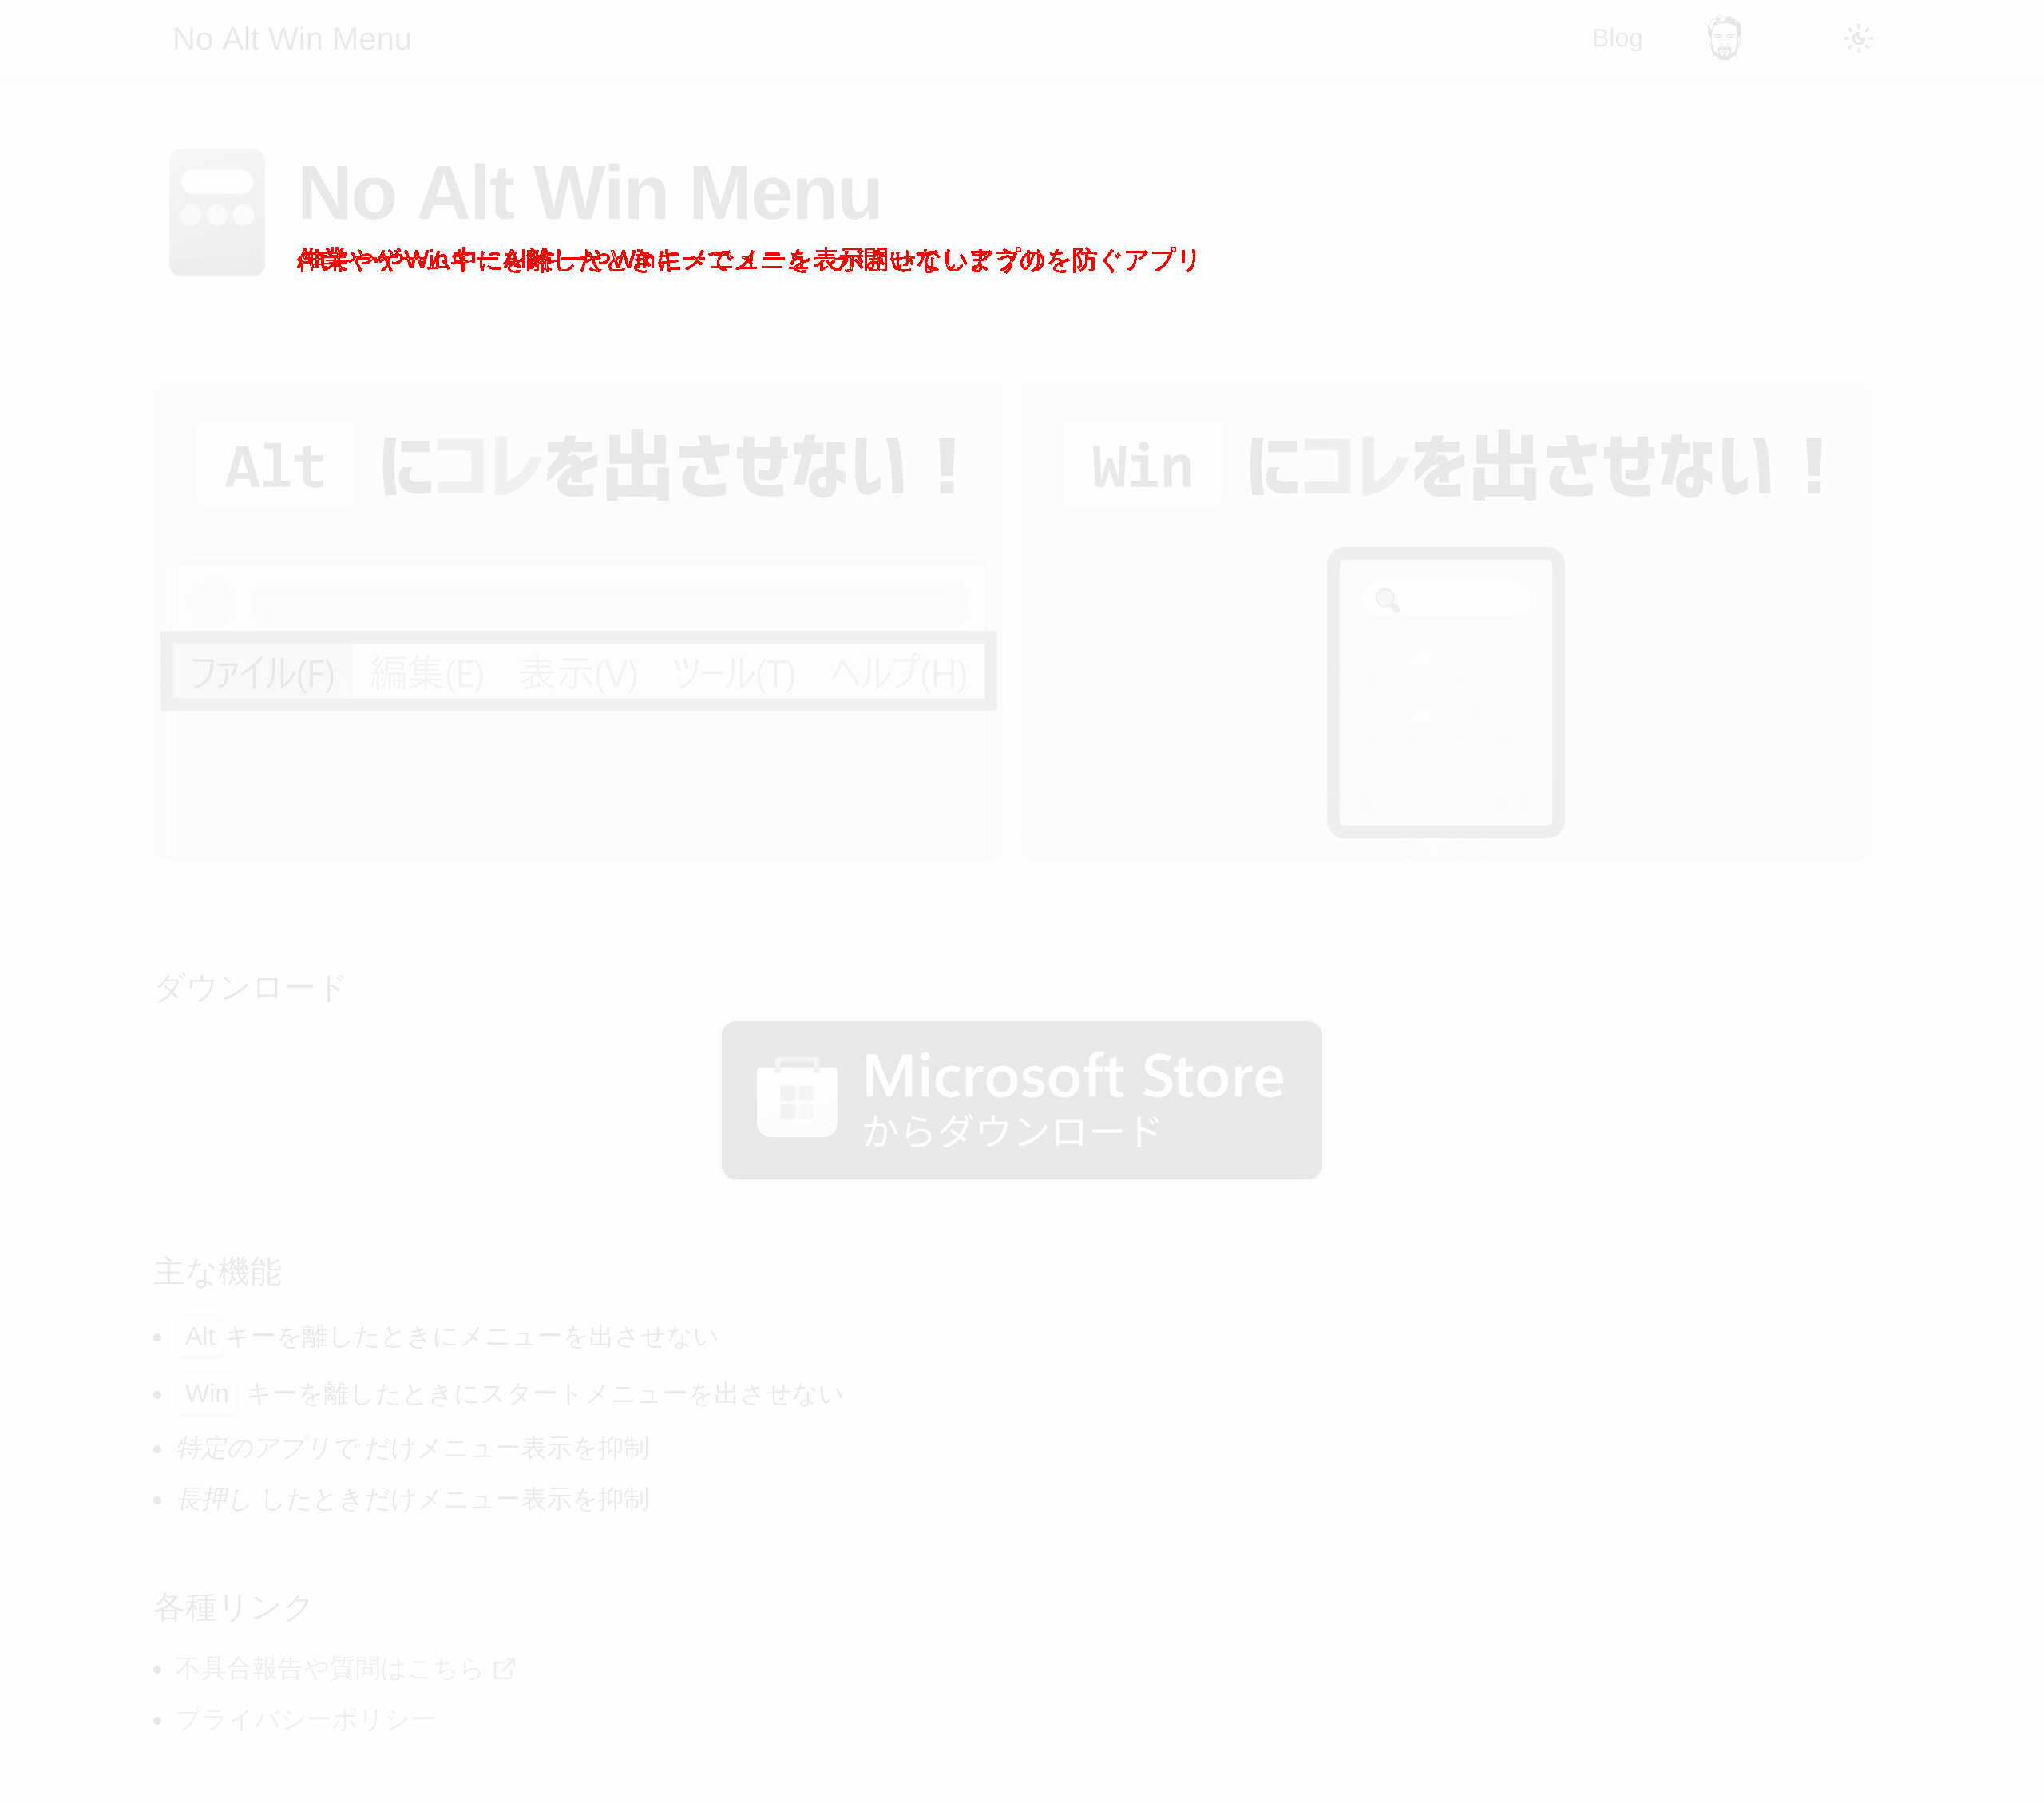 No Alt Win Menu
Blog
No Alt Win Menu
を防ぐアプリ
Alt にコレを出させない！
Win にコレを出させない！
ファイル(F) 編集(E) 表示(V) ツール(T) ヘルプ(H)
ダウンロード
Microsoft Store
からダウンロード
主な機能
Alt キーを離したときにメニューを出させない
Win キーを離したときにスタートメニューを出させない
特定のアプリで だけメニュー表示を抑制
長押し したときだけメニュー表示を抑制
各種リンク
不具合報告や質問はこちら
プライバシーポリシー